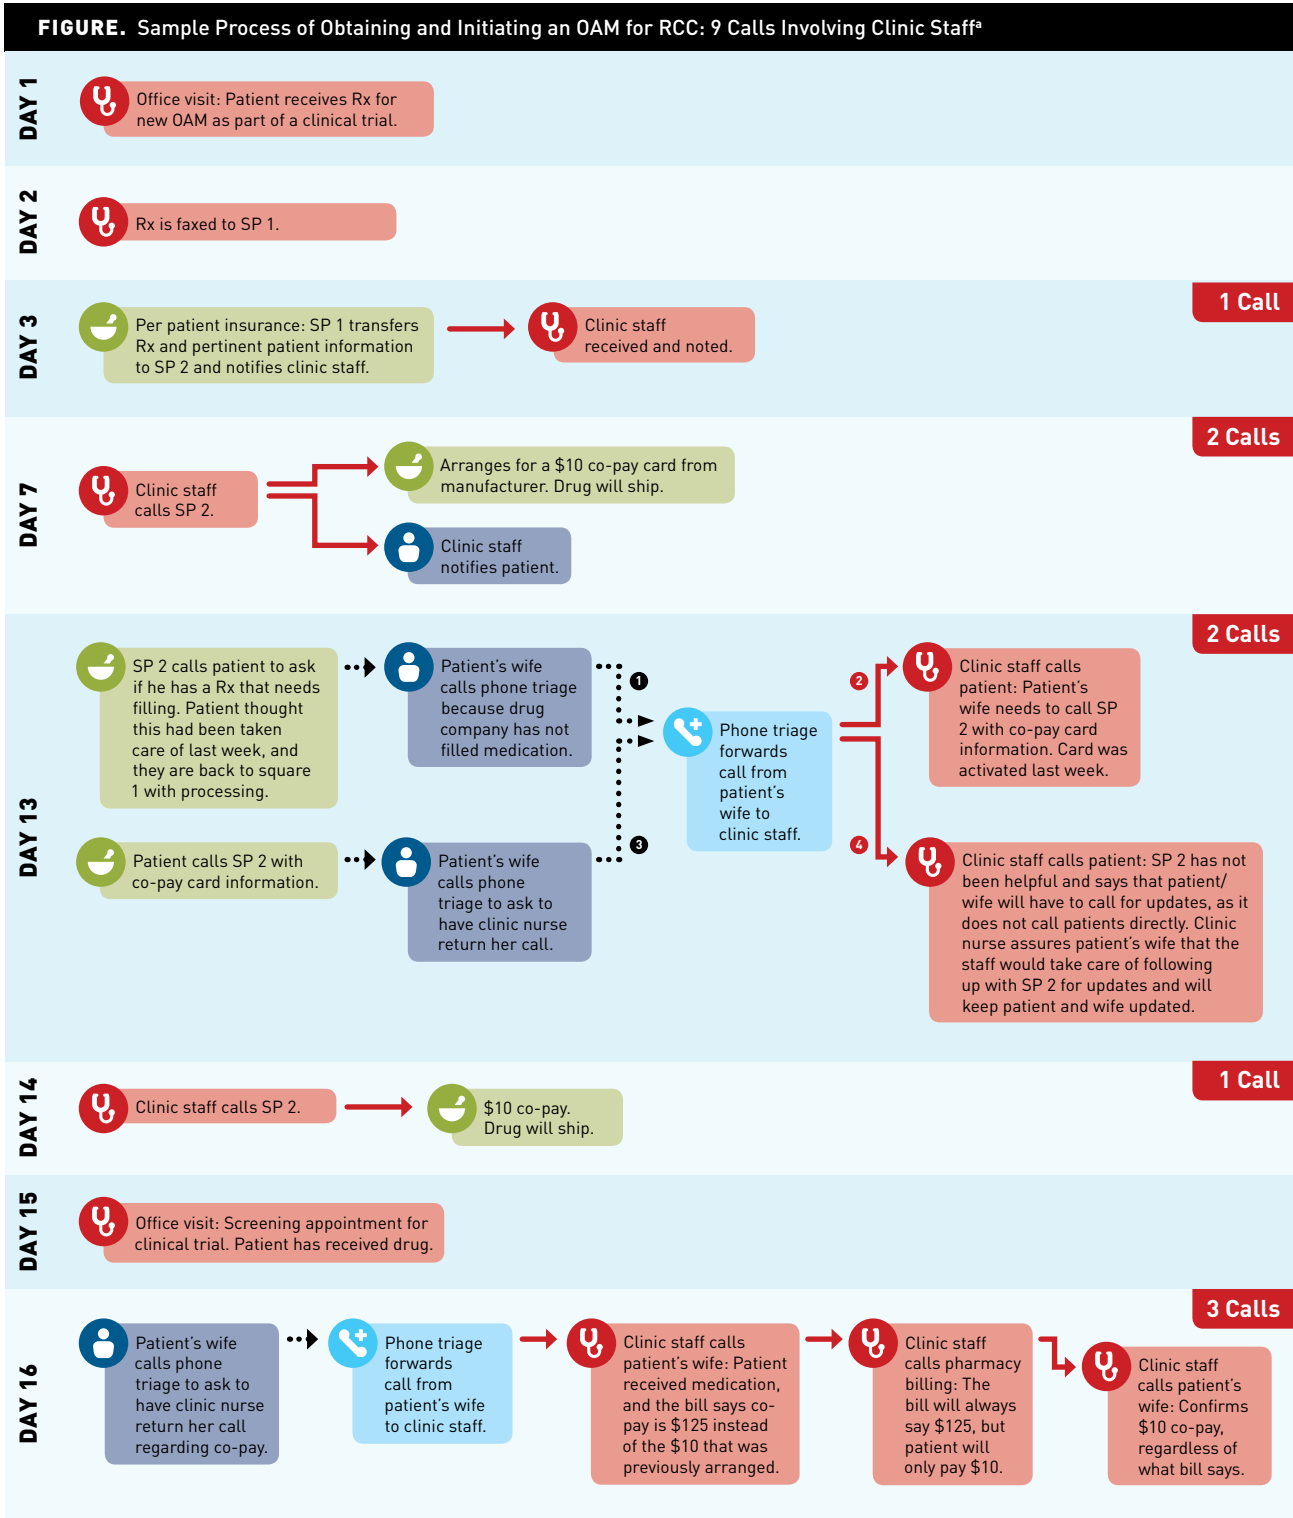 FIGURE. Sample Process of Obtaining and Initiating an OAM for RCC: 9 Calls Involving Clinic Staffa
DAY 1
Office visit: Patient receives Rx for
new OAM as part of a clinical trial.
DAY 2
Rx is faxed to SP 1.
DAY 3
1 Call
Per patient insurance: SP 1 transfers
Rx and pertinent patient information
to SP 2 and notifies clinic staff.
Clinic staff
received and noted.
DAY 7
2 Calls
Clinic staff
calls SP 2.
Arranges for a $10 co-pay card from
manufacturer. Drug will ship.
Clinic staff
notifies patient.
DAY 13
2 Calls
SP 2 calls patient to ask
if he has a Rx that needs
filling. Patient thought
this had been taken
care of last week, and
they are back to square
1 with processing.
Patient's wife
calls phone triage
because drug
company has not
filled medication.
1
Phone triage
forwards
call from
patient's
wife to
clinic staff.
2
Clinic staff calls
patient: Patient's
wife needs to call SP
2 with co-pay card
information. Card was
activated last week.
Patient calls SP 2 with
co-pay card information.
Patient's wife
calls phone
triage to ask to
have clinic nurse
return her call.
3
4
Clinic staff calls patient: SP 2 has not
been helpful and says that patient/
wife will have to call for updates, as it
does not call patients directly. Clinic
nurse assures patient's wife that the
staff would take care of following
up with SP 2 for updates and will
keep patient and wife updated.
DAY 14
1 Call
Clinic staff calls SP 2.
$10 co-pay.
Drug will ship.
DAY 15
Office visit: Screening appointment for
clinical trial. Patient has received drug.
DAY 16
3 Calls
Patient's wife
calls phone
triage to ask to
have clinic nurse
return her call
regarding co-pay.
Phone triage
forwards
call from
patient's wife
to clinic staff.
Clinic staff calls
patient's wife: Patient
received medication,
and the bill says co-
pay is $125 instead
of the $10 that was
previously arranged.
Clinic staff
calls pharmacy
billing: The
bill will always
say $125, but
patient will
only pay $10.
Clinic staff
calls patient's
wife: Confirms
$10 co-pay,
regardless of
what bill says.